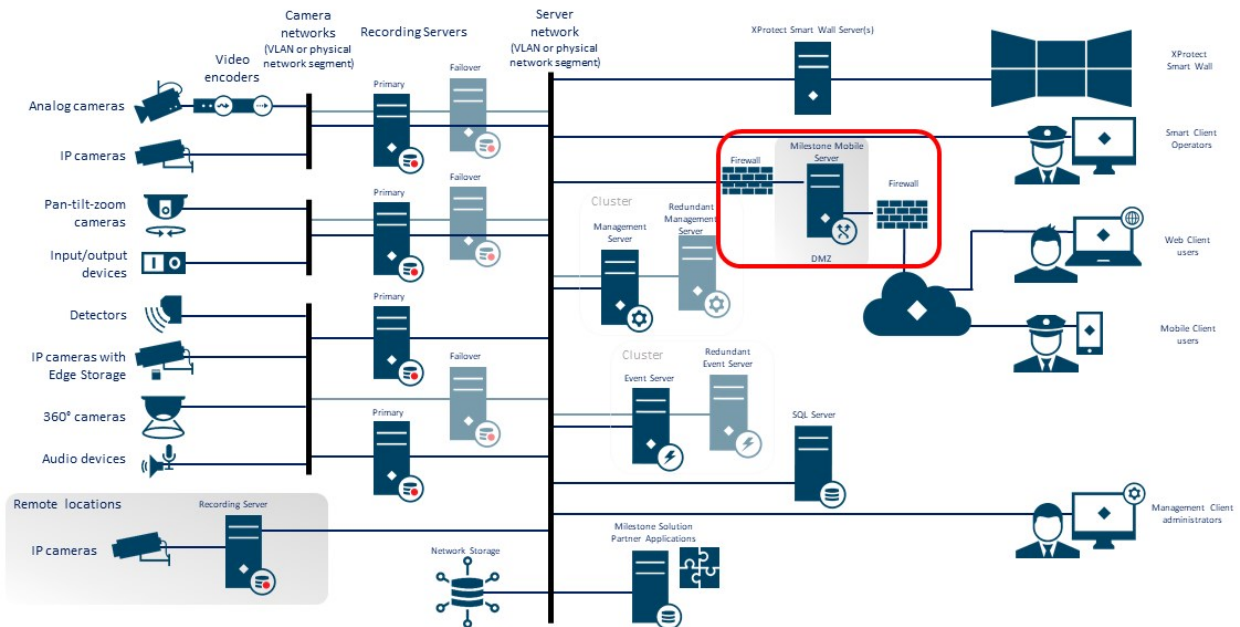 Camera
networks
(VLAN or physical
network segment)
Recording Servers
Server
network
(VLAN or physical
network segment)
XProtect Smart Wall Server(s)
XProtect
Smart Wall
Video
encoders
Primary
Failover
Analog cameras
IP cameras
Smart Client
Operators
Firewall
Milestone Mobile
Server
Firewall
DMZ
Pan-tilt-zoom
cameras
Input/output
devices
Primary
Failover
Cluster
Management
Server
Redundant
Management
Server
Web Client
users
Detectors
IP cameras with
Edge Storage
360° cameras
Audio devices
Primary
Failover
Primary
Cluster
Event Server
Redundant
Event Server
Mobile Client
users
SQL Server
Remote locations
Recording Server
IP cameras
Network Storage
Milestone Solution
Partner Applications
Management Client
administrators